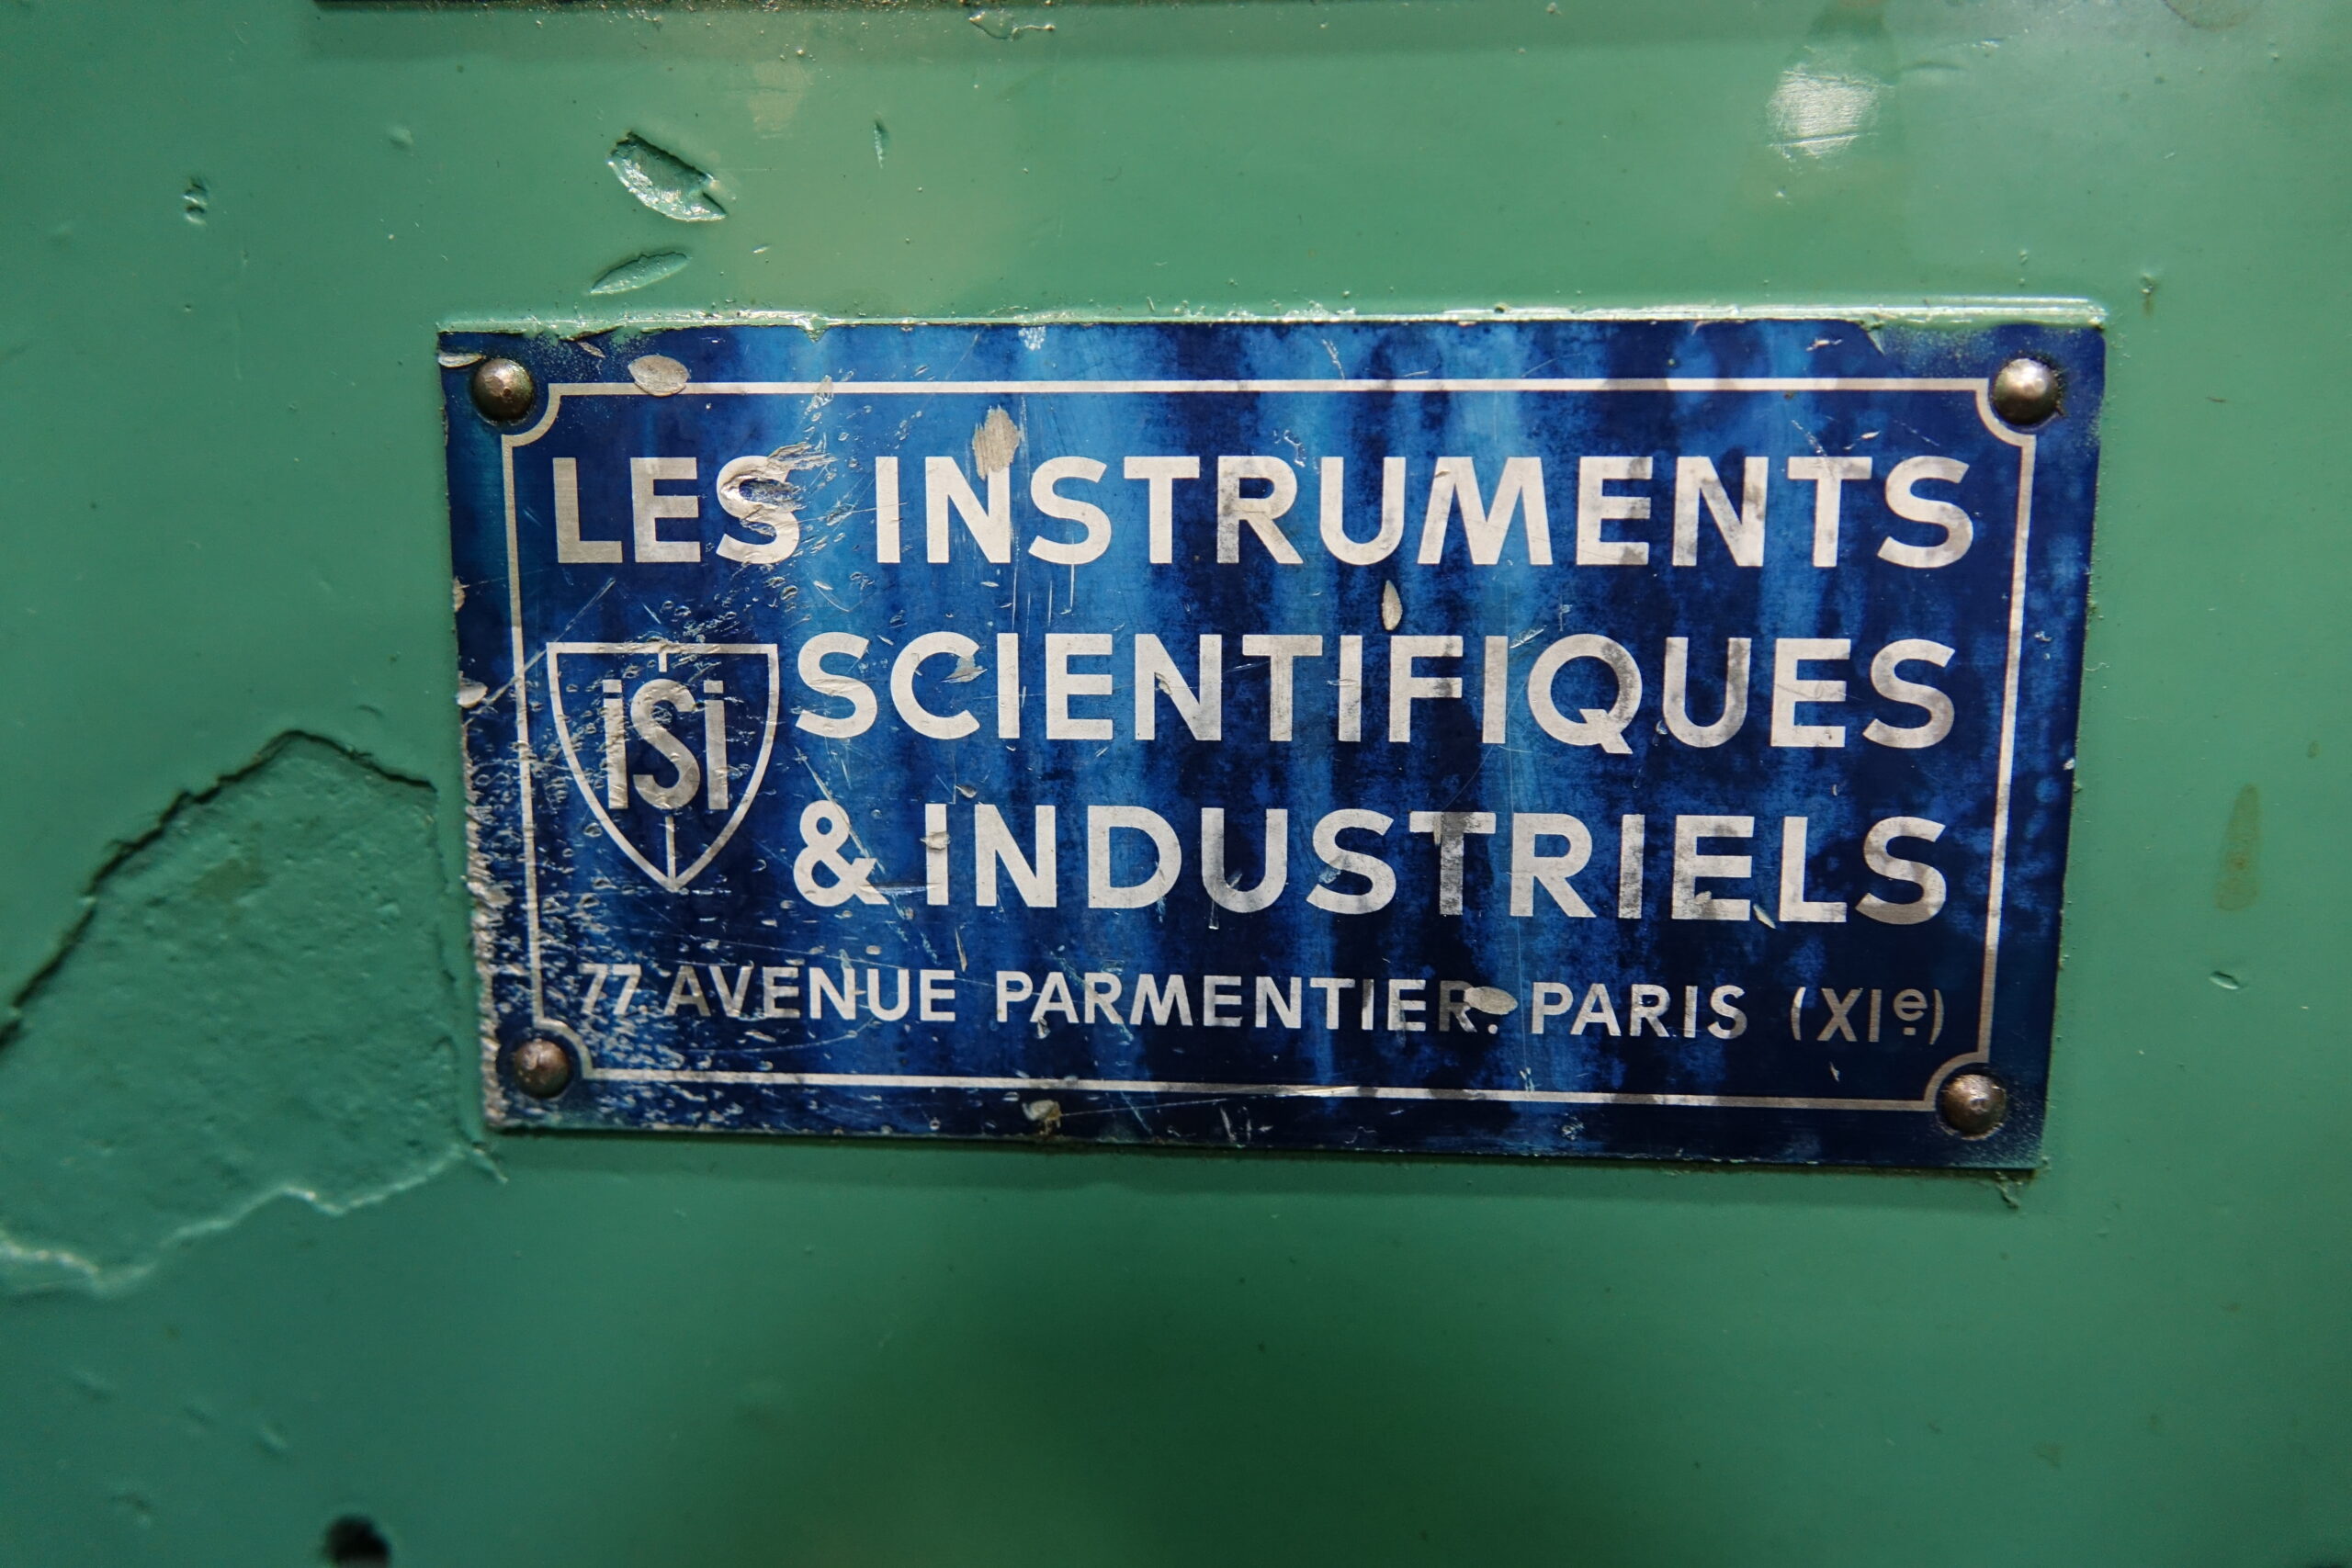 LES INSTRUMENTS
iSi
SCIENTIFIQUES
& INDUSTRIELS
77. AVENUE PARMENTIER. PARIS (XIe)